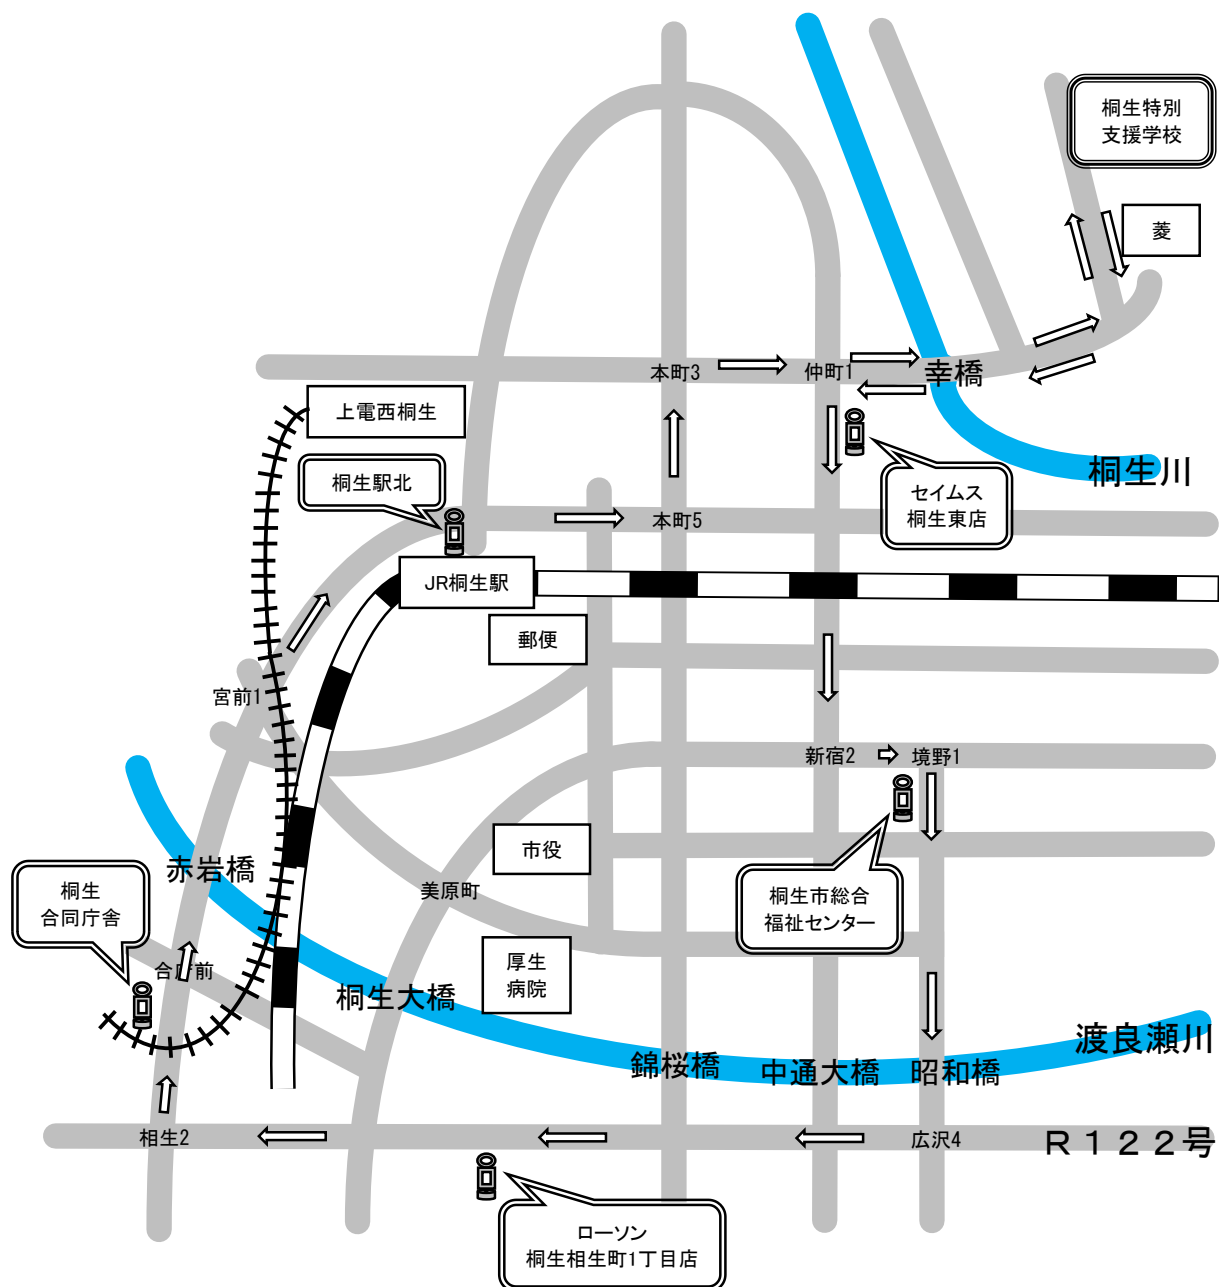 桐生特別
支援学校
菱
本町3
仲町1
幸橋
上電西桐生
桐生川
桐生駅北
セイムス
桐生東店
本町5
JR桐生駅
郵便
宮前1
新宿2
境野1
市役
赤岩橋
美原町
桐生
合同庁舎
桐生市総合
福祉センター
合庁前
厚生
病院
桐生大橋
渡良瀬川
錦桜橋
中通大橋
昭和橋
相生2
広沢4
Ｒ１２２号
ローソン
桐生相生町1丁目店